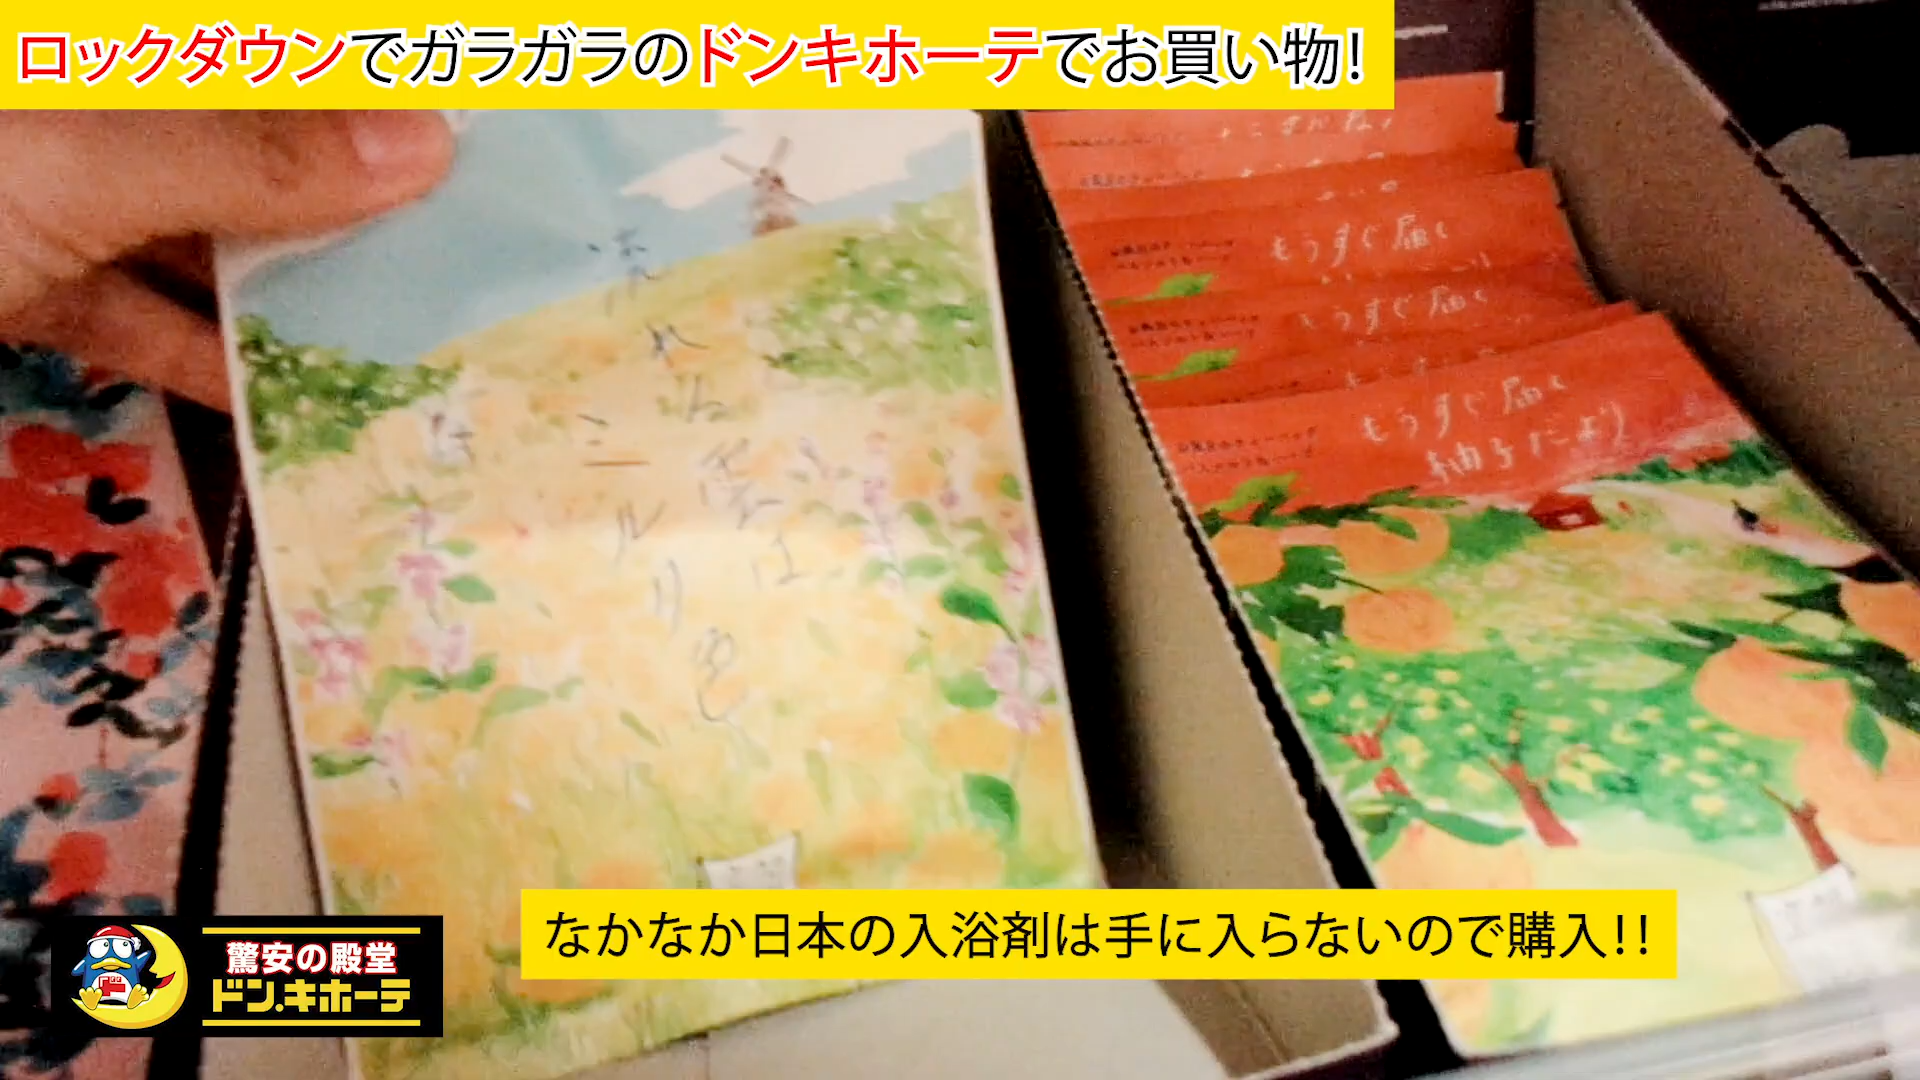 ロックダウンでガラガラのドンキホーテでお買い物!
流れる雲は
ミルリ色
もうすぐ届く
もうすぐ届く
もうすぐ届く
柚子だより
なかなか日本の入浴剤は手に入らないので購入!!
驚安の殿堂
ドン.キホーテ